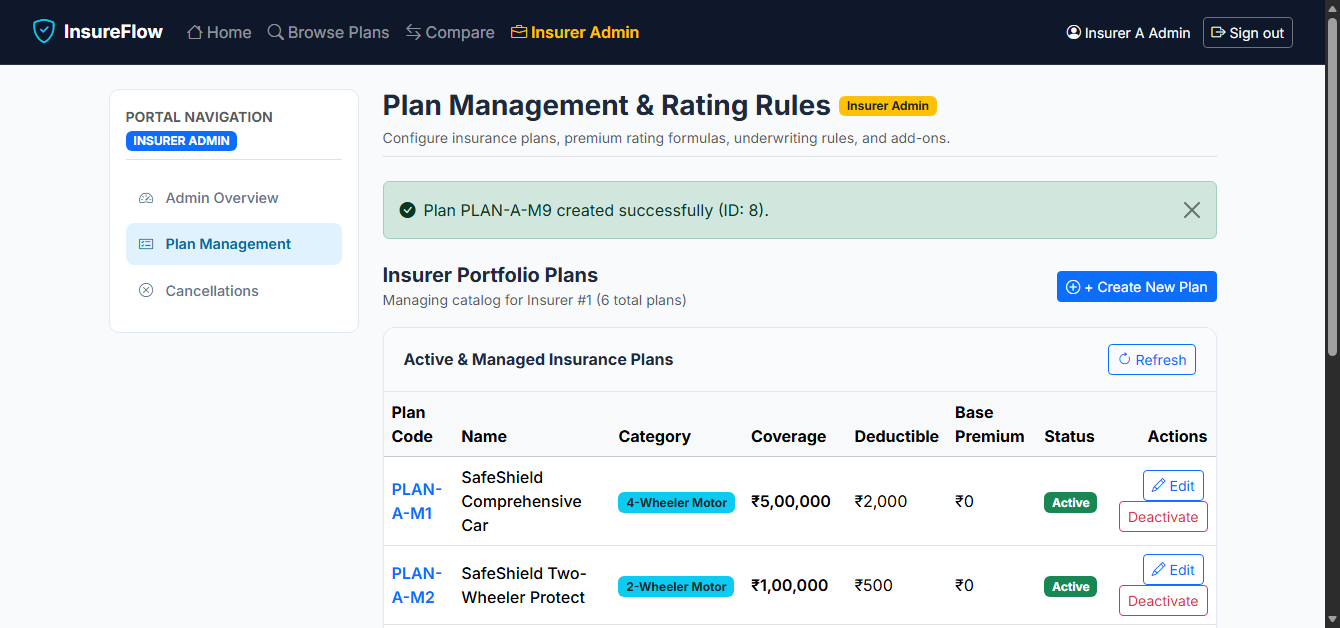 InsureFlow Home Browse Plans Compare Insurer Admin Insurer A Admin Sign out
PORTAL NAVIGATION
INSURER ADMIN
Admin Overview
Plan Management
Cancellations
Plan Management & Rating Rules Insurer Admin
Configure insurance plans, premium rating formulas, underwriting rules, and add-ons.
Plan PLAN-A-M9 created successfully (ID: 8).
Insurer Portfolio Plans
Managing catalog for Insurer #1 (6 total plans)
+ Create New Plan
Active & Managed Insurance Plans
Refresh
Plan
Code
Name
Category
Coverage
Deductible
Base
Premium
Status
Actions
PLAN-
A-M1
SafeShield
Comprehensive
Car
4-Wheeler Motor
₹5,00,000
₹2,000
₹0
Active
Edit
Deactivate
PLAN-
A-M2
SafeShield Two-
Wheeler Protect
2-Wheeler Motor
₹1,00,000
₹500
₹0
Active
Edit
Deactivate